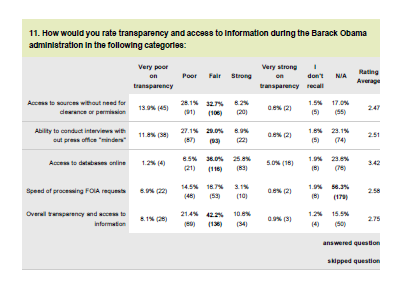 11. How would you rate transparency and access to information during the Barack Obama
administration in the following categories:
Very poor on transparency Poor Fair Strong Very strong on transparency I don't recall N/A Rating Average
Access to sources without need for clearance or permission 13.9% (45) 28.1% (91) 32.7% (106) 6.2% (20) 0.6% (2) 1.5% (5) 17.0% (55) 2.47
Ability to conduct interviews with out press office "minders" 11.8% (38) 27.1% (87) 29.0% (93) 6.9% (22) 0.6% (2) 1.6% (5) 23.1% (74) 2.51
Access to databases online 1.2% (4) 6.5% (21) 36.0% (116) 25.8% (83) 5.0% (16) 1.9% (6) 23.6% (76) 3.42
Speed of processing FOIA requests 6.9% (22) 14.5% (46) 16.7% (53) 3.1% (10) 0.6% (2) 1.9% (6) 56.3% (179) 2.58
Overall transparency and access to information 8.1% (26) 21.4% (69) 42.2% (136) 10.6% (34) 0.9% (3) 1.2% (4) 15.5% (50) 2.75
answered question
skipped question